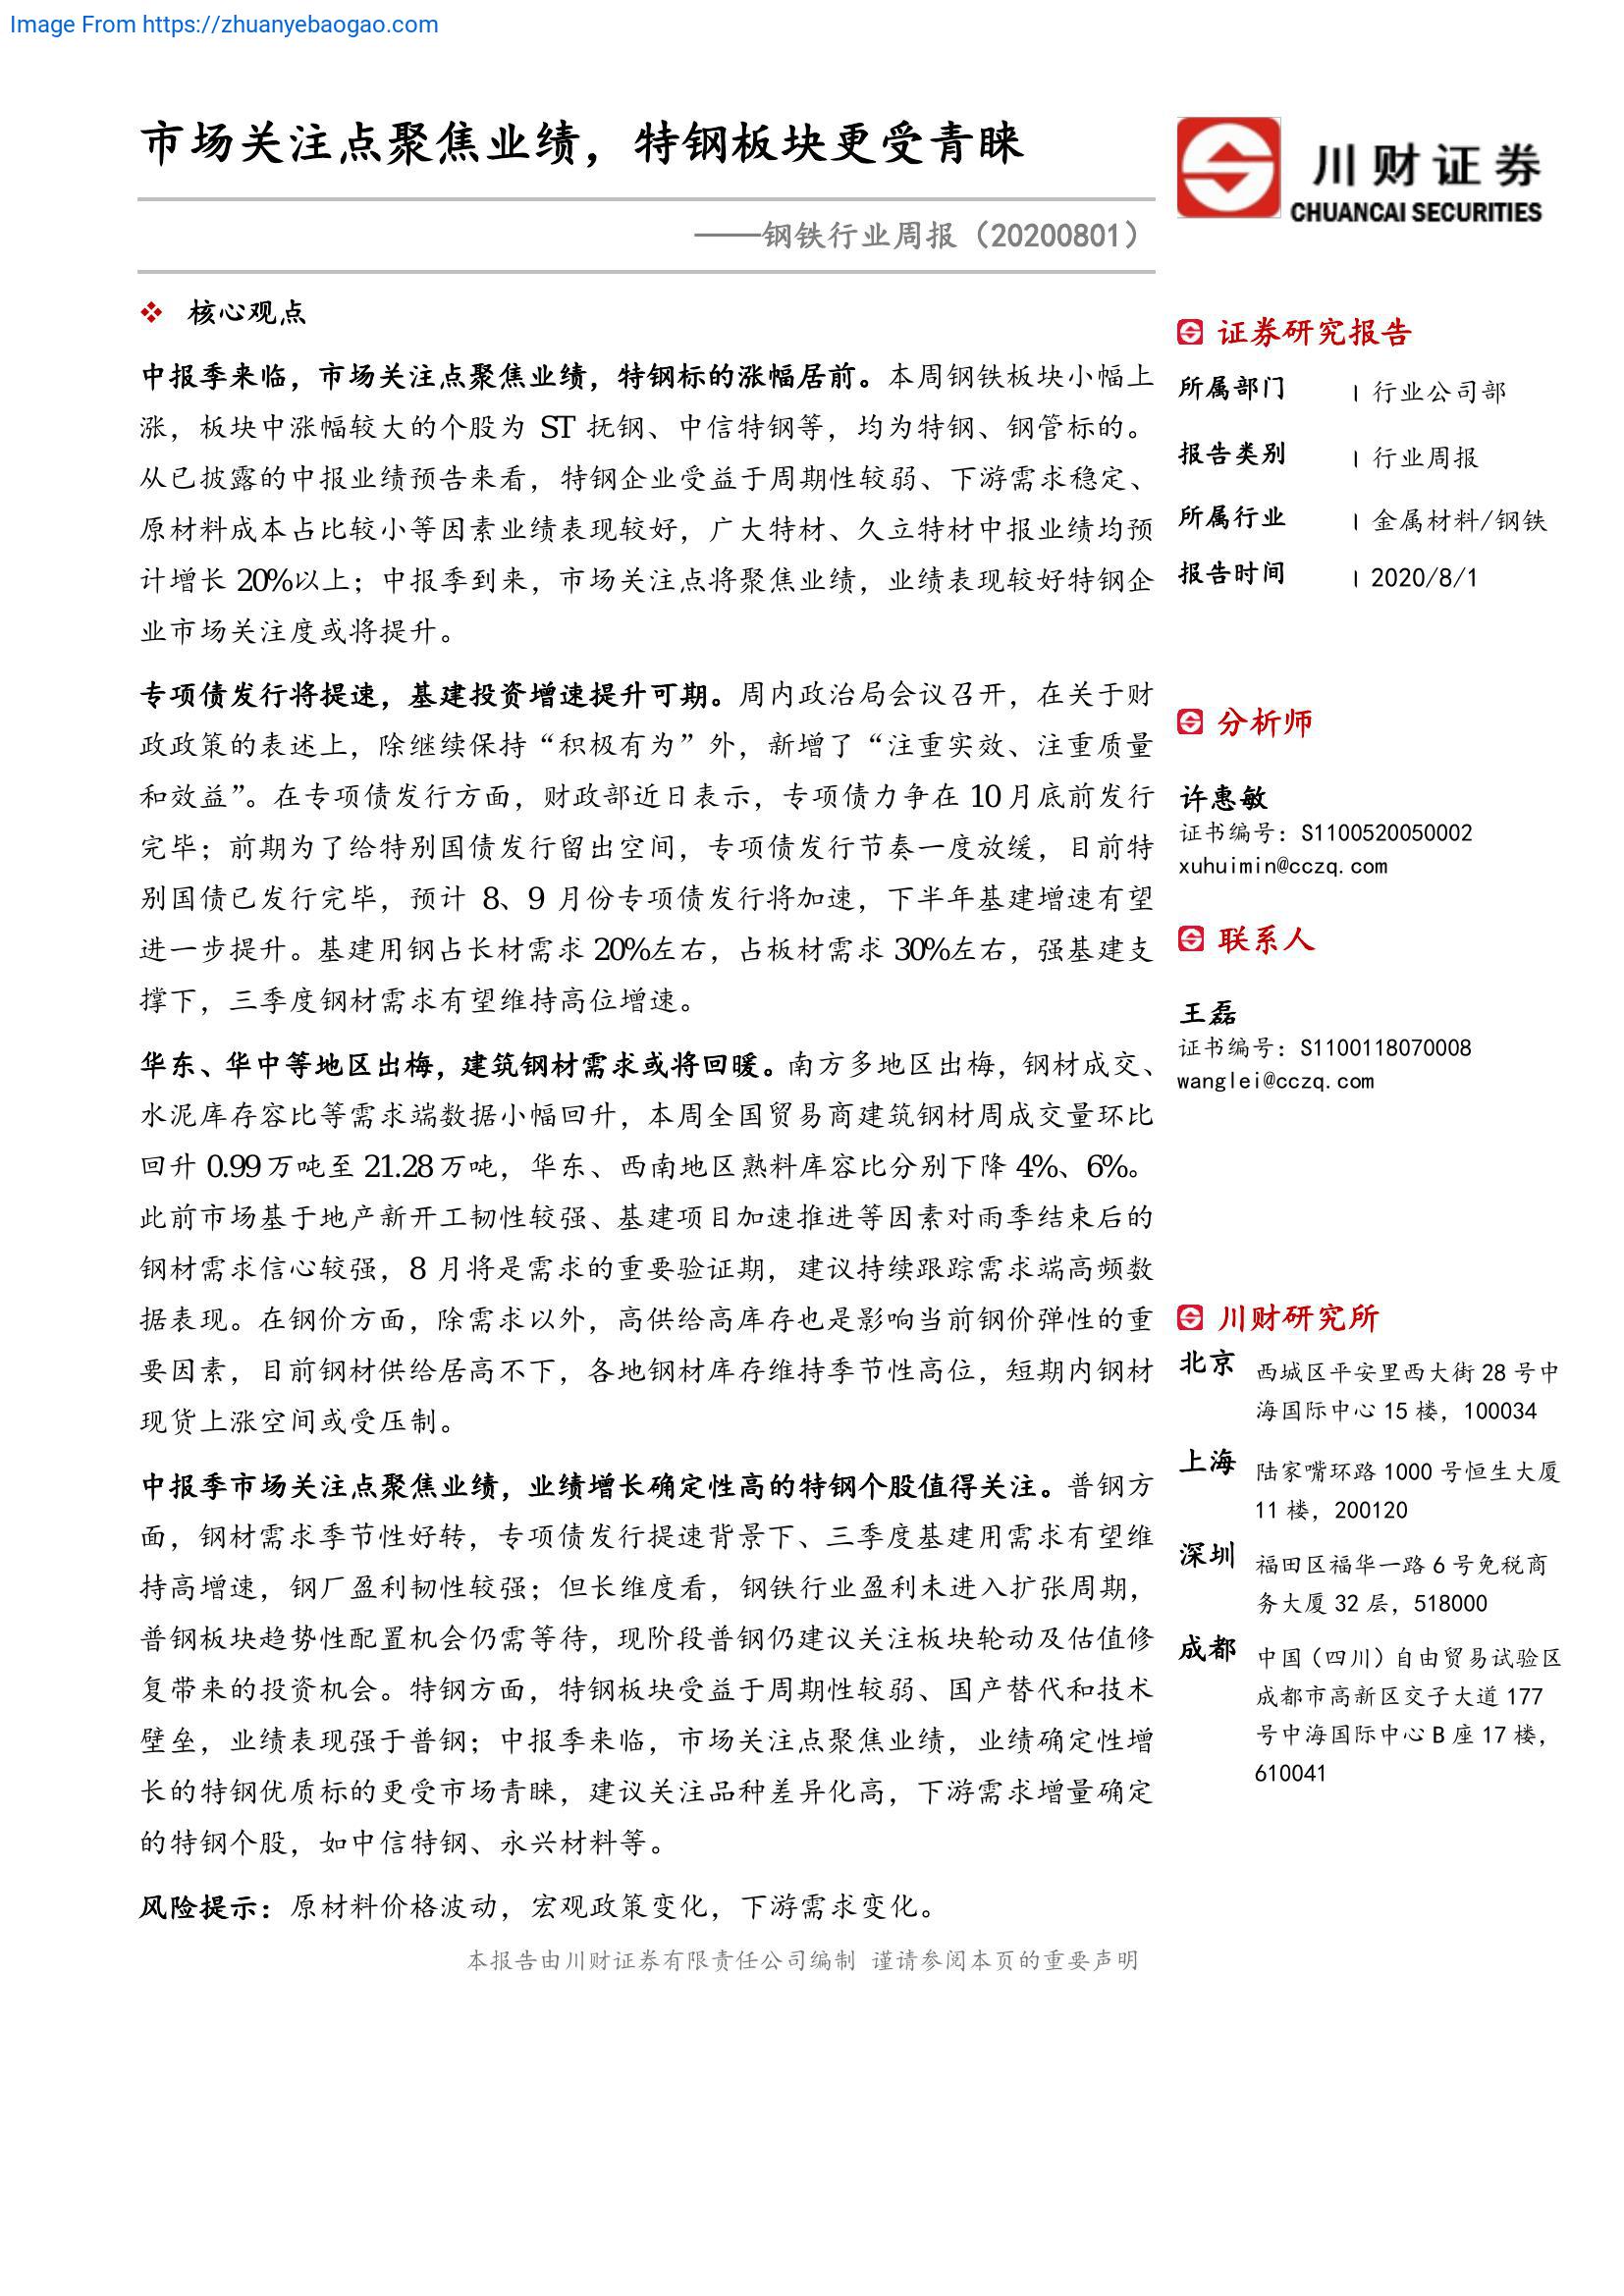 Image From https://zhuanyebaogao.com
市场关注点聚焦业绩，特钢板块更受青睐
——钢铁行业周报（20200801）
川财证券
CHUANCAI SECURITIES
❖ 核心观点
中报季来临，市场关注点聚焦业绩，特钢标的涨幅居前。本周钢铁板块小幅上
涨，板块中涨幅较大的个股为 ST 抚钢、中信特钢等，均为特钢、钢管标的。
从已披露的中报业绩预告来看，特钢企业受益于周期性较弱、下游需求稳定、
原材料成本占比较小等因素业绩表现较好，广大特材、久立特材中报业绩均预
计增长 20%以上；中报季到来，市场关注点将聚焦业绩，业绩表现较好特钢企
业市场关注度或将提升。
专项债发行将提速，基建投资增速提升可期。周内政治局会议召开，在关于财
政政策的表述上，除继续保持“积极有为”外，新增了“注重实效、注重质量
和效益”。在专项债发行方面，财政部近日表示，专项债力争在 10 月底前发行
完毕；前期为了给特别国债发行留出空间，专项债发行节奏一度放缓，目前特
别国债已发行完毕，预计 8、9 月份专项债发行将加速，下半年基建增速有望
进一步提升。基建用钢占长材需求 20%左右，占板材需求 30%左右，强基建支
撑下，三季度钢材需求有望维持高位增速。
华东、华中等地区出梅，建筑钢材需求或将回暖。南方多地区出梅，钢材成交、
水泥库存容比等需求端数据小幅回升，本周全国贸易商建筑钢材周成交量环比
回升 0.99 万吨至 21.28 万吨，华东、西南地区熟料库容比分别下降 4%、6%。
此前市场基于地产新开工韧性较强、基建项目加速推进等因素对雨季结束后的
钢材需求信心较强，8 月将是需求的重要验证期，建议持续跟踪需求端高频数
据表现。在钢价方面，除需求以外，高供给高库存也是影响当前钢价弹性的重
要因素，目前钢材供给居高不下，各地钢材库存维持季节性高位，短期内钢材
现货上涨空间或受压制。
中报季市场关注点聚焦业绩，业绩增长确定性高的特钢个股值得关注。普钢方
面，钢材需求季节性好转，专项债发行提速背景下、三季度基建用需求有望维
持高增速，钢厂盈利韧性较强；但长维度看，钢铁行业盈利未进入扩张周期，
普钢板块趋势性配置机会仍需等待，现阶段普钢仍建议关注板块轮动及估值修
复带来的投资机会。特钢方面，特钢板块受益于周期性较弱、国产替代和技术
壁垒，业绩表现强于普钢；中报季来临，市场关注点聚焦业绩，业绩确定性增
长的特钢优质标的更受市场青睐，建议关注品种差异化高，下游需求增量确定
的特钢个股，如中信特钢、永兴材料等。
风险提示：原材料价格波动，宏观政策变化，下游需求变化。
证券研究报告
所属部门 | 行业公司部
报告类别 | 行业周报
所属行业 | 金属材料/钢铁
报告时间 | 2020/8/1
分析师
许惠敏
证书编号：S1100520050002
xuhuimin@cczq.com
联系人
王磊
证书编号：S1100118070008
wanglei@cczq.com
川财研究所
北京 西城区平安里西大街 28 号中
海国际中心 15 楼，100034
上海 陆家嘴环路 1000 号恒生大厦
11 楼，200120
深圳 福田区福华一路 6 号免税商
务大厦 32 层，518000
成都 中国（四川）自由贸易试验区
成都市高新区交子大道 177
号中海国际中心 B 座 17 楼，
610041
本报告由川财证券有限责任公司编制 谨请参阅本页的重要声明